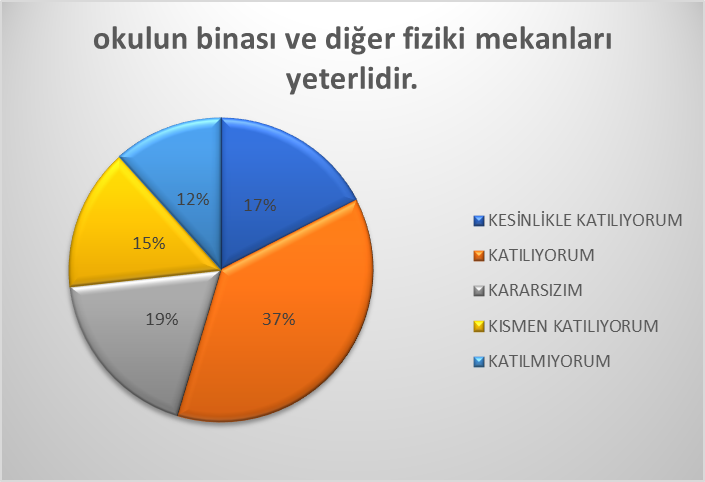 okulun binası ve diğer fiziki mekanları
yeterlidir.
17%
37%
19%
15%
12%
KESİNLİKLE KATILIYORUM
KATILIYORUM
KARARSIZIM
KISMEN KATILIYORUM
KATILMIYORUM